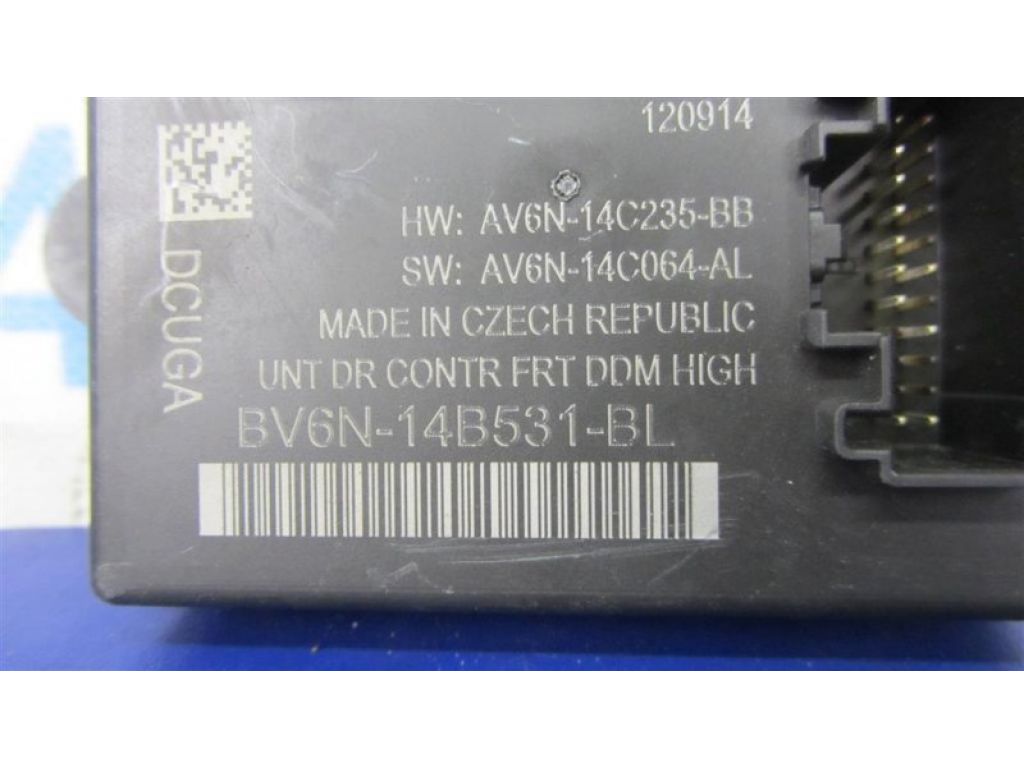 120914
HW: AV6N-14C235-BB
SW: AV6N-14C064-AL
MADE IN CZECH REPUBLIC
UNT DR CONTR FRT DDM HIGH
BV6N-14B531-BL
DCUGA